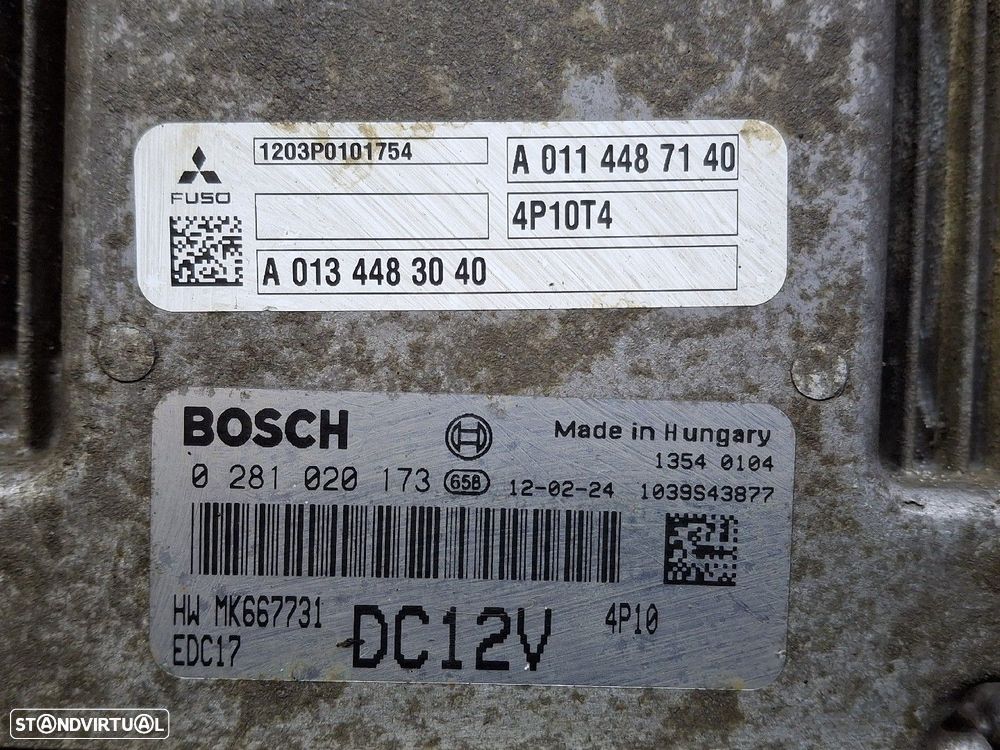 1203P0101754
A 011 448 71 40
FUSO
4P10T4
A 013 448 30 40
BOSCH
Made in Hungary
1354 0104
0 281 020 173 65B 12-02-24 1039S43877
HW MK667731
DC12V
4P10
EDC17
STANDVIRTUAL